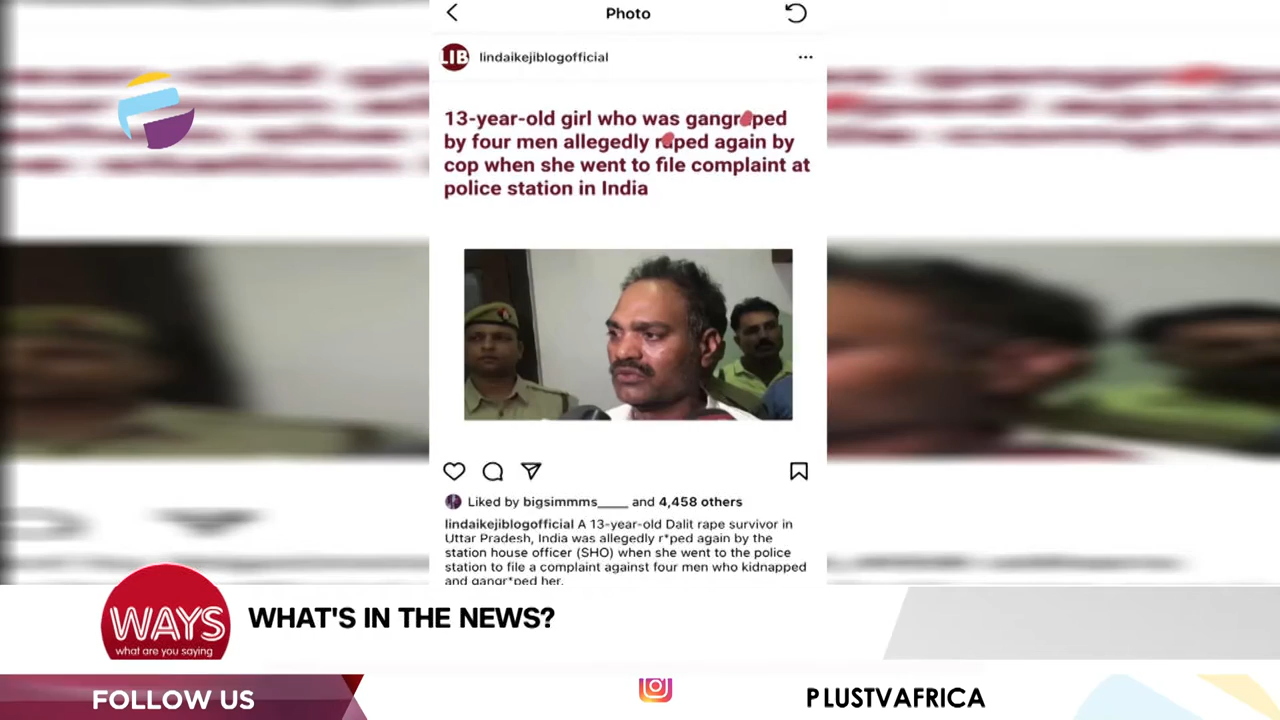 Photo
LIB
lindaikejiblogofficial
13-year-old girl who was gangraped
by four men allegedly raped again by
cop when she went to file complaint at
police station in India
Liked by bigsimmms____ and 4,458 others
lindaikejiblogofficial A 13-year-old Dalit rape survivor in
Uttar Pradesh, India was allegedly r*ped again by the
station house officer (SHO) when she went to the police
station to file a complaint against four men who kidnapped
and gangr*ped her.
WAYS
what are you saying
WHAT'S IN THE NEWS?
FOLLOW US
PLUSTVAFRICA